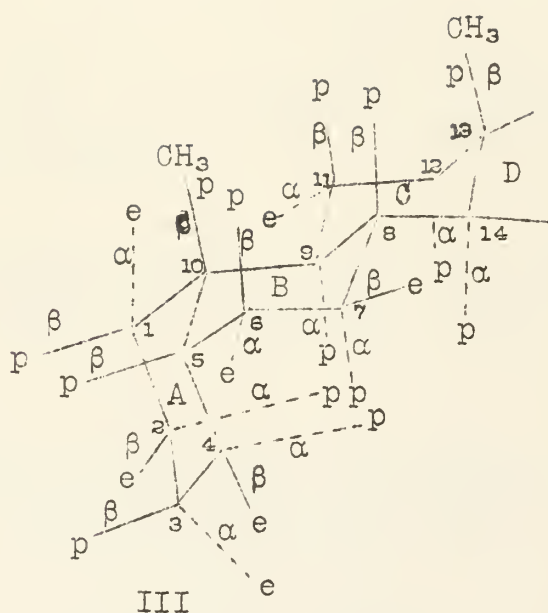 CH3
p β
p p 13
β β 12
CH3 11 D
p p α C
e e 8 α 14
β β 9 p α
α 10 B β e
β 1 6 α 7 p
p β 5 α p α
p e
A α p p
2 p
β 4 α
e β
β 3 α e
p e
III